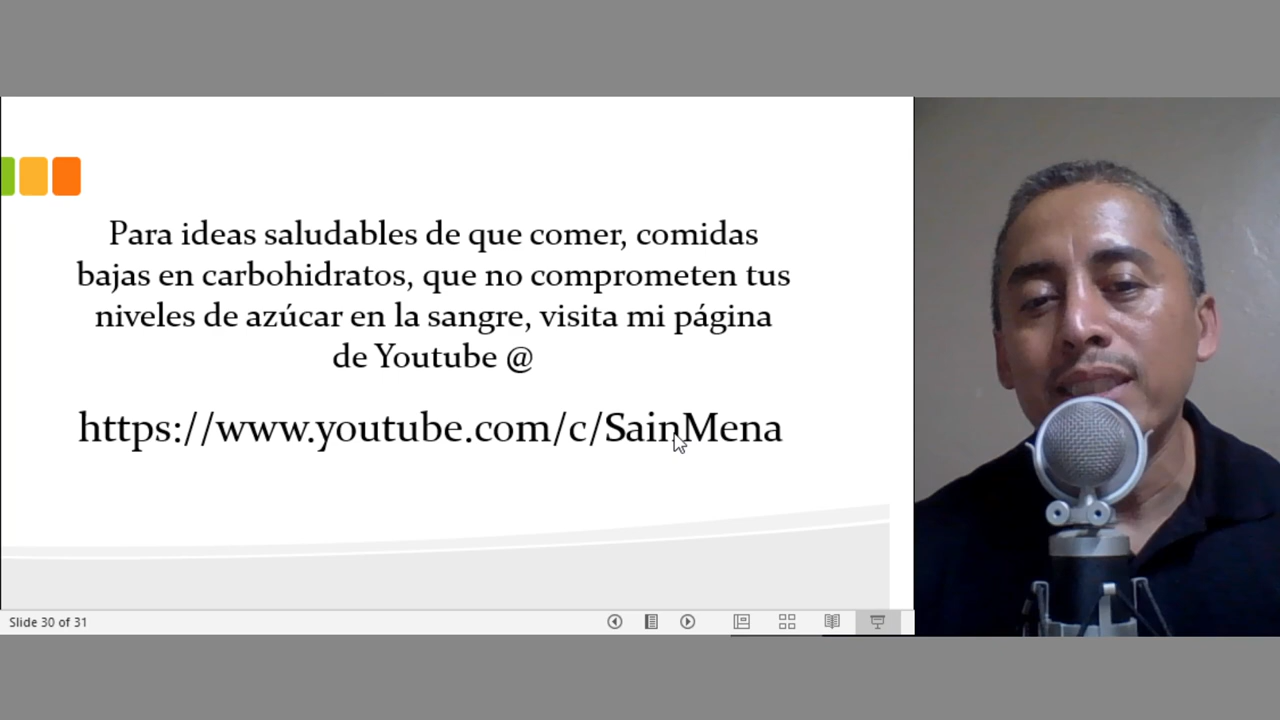 Para ideas saludables de que comer, comidas
bajas en carbohidratos, que no comprometen tus
niveles de azúcar en la sangre, visita mi página
de Youtube @
https://www.youtube.com/c/SainMena
Slide 30 of 31